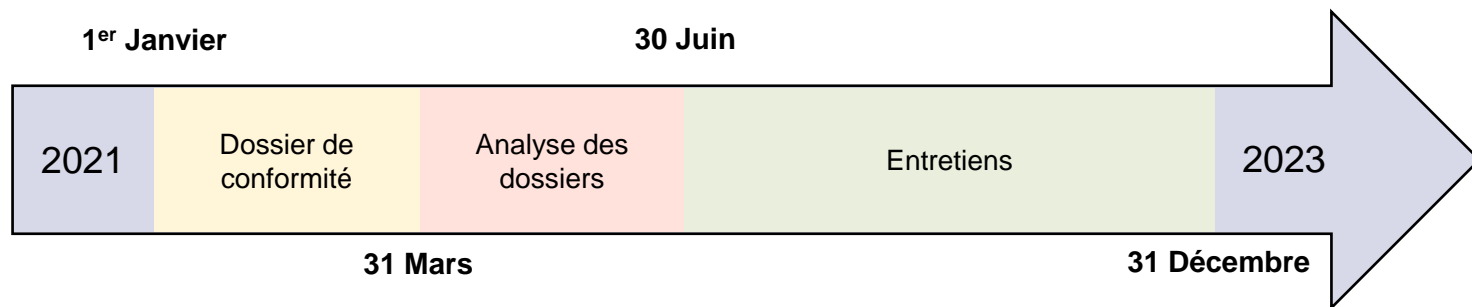 1er Janvier
30 Juin
2021
Dossier de
conformité
Analyse des
dossiers
Entretiens
2023
31 Mars
31 Décembre